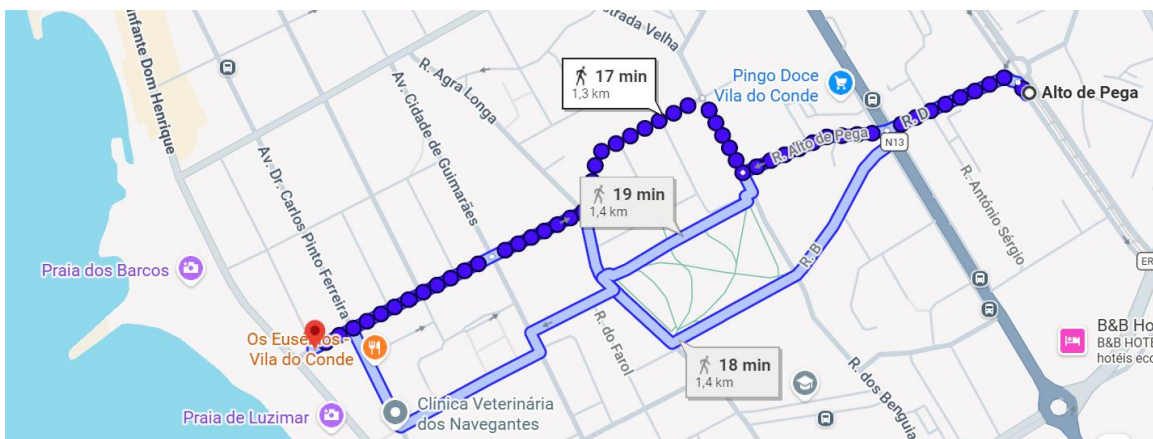 Infante Dom Henrique
strada Velha
R. Agra Longa
17 min
1,3 km
Pingo Doce
Vila do Conde
Alto de Pega
R. D
R. Alto de Pega
N13
Av. Cidade de Guimarães
Av. Dr. Carlos Pinto Ferreira
19 min
1,4 km
R. António Sérgio
R. B
Praia dos Barcos
ER
Os Eusébios -
Vila do Conde
R. do Farol
18 min
1,4 km
B&B Ho
B&B HOTE
hotéis eco
R. dos Bengui
Praia de Luzimar
Clínica Veterinária
dos Navegantes